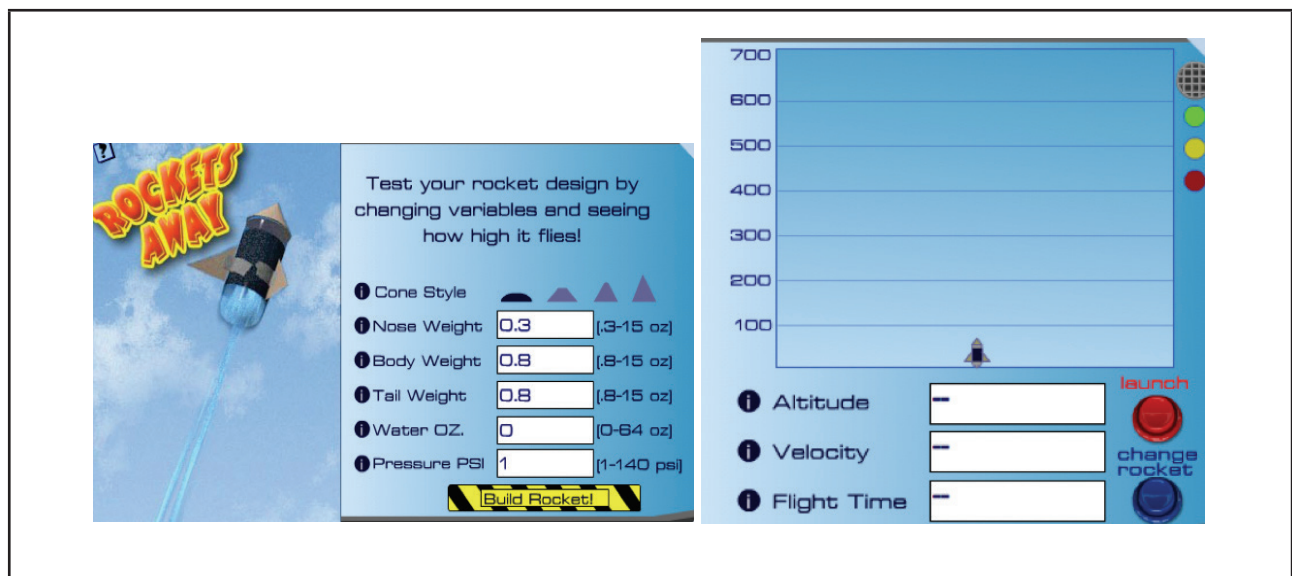 ?
ROCKETS
AWAY
Test your rocket design by
changing variables and seeing
how high it flies!
i Cone Style
i Nose Weight 0.3 (.3-15 oz)
i Body Weight 0.8 (.8-15 oz)
i Tail Weight 0.8 (.8-15 oz)
i Water OZ. 0 (0-64 oz)
i Pressure PSI 1 (1-140 psi)
Build Rocket!
700
600
500
400
300
200
100
i Altitude --
launch
i Velocity --
change
rocket
i Flight Time --